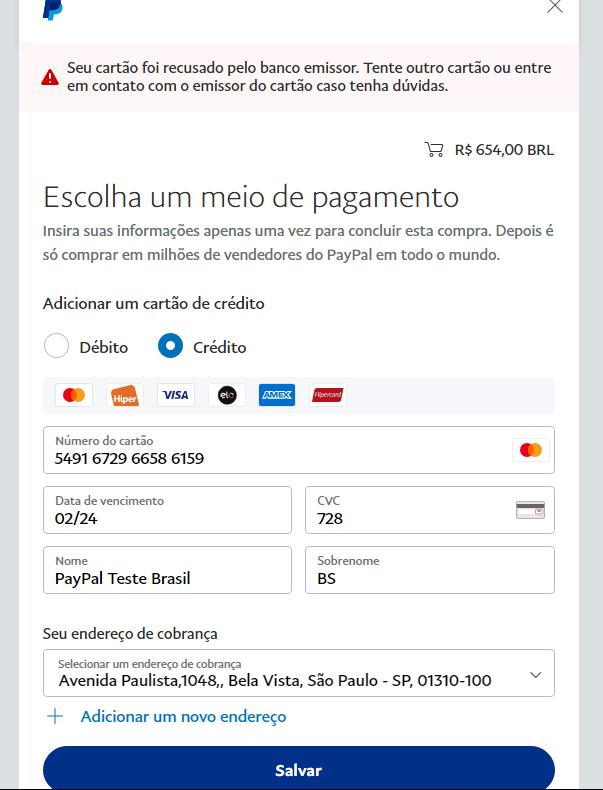 Seu cartão foi recusado pelo banco emissor. Tente outro cartão ou entre
em contato com o emissor do cartão caso tenha dúvidas.
R$ 654,00 BRL
Escolha um meio de pagamento
Insira suas informações apenas uma vez para concluir esta compra. Depois é
só comprar em milhões de vendedores do PayPal em todo o mundo.
Adicionar um cartão de crédito
Débito Crédito
Hiper VISA elo AMEX Hipercard
Número do cartão
5491 6729 6658 6159
Data de vencimento CVC
02/24 728
Nome Sobrenome
PayPal Teste Brasil BS
Seu endereço de cobrança
Selecionar um endereço de cobrança
Avenida Paulista,1048,, Bela Vista, São Paulo - SP, 01310-100
+ Adicionar um novo endereço
Salvar